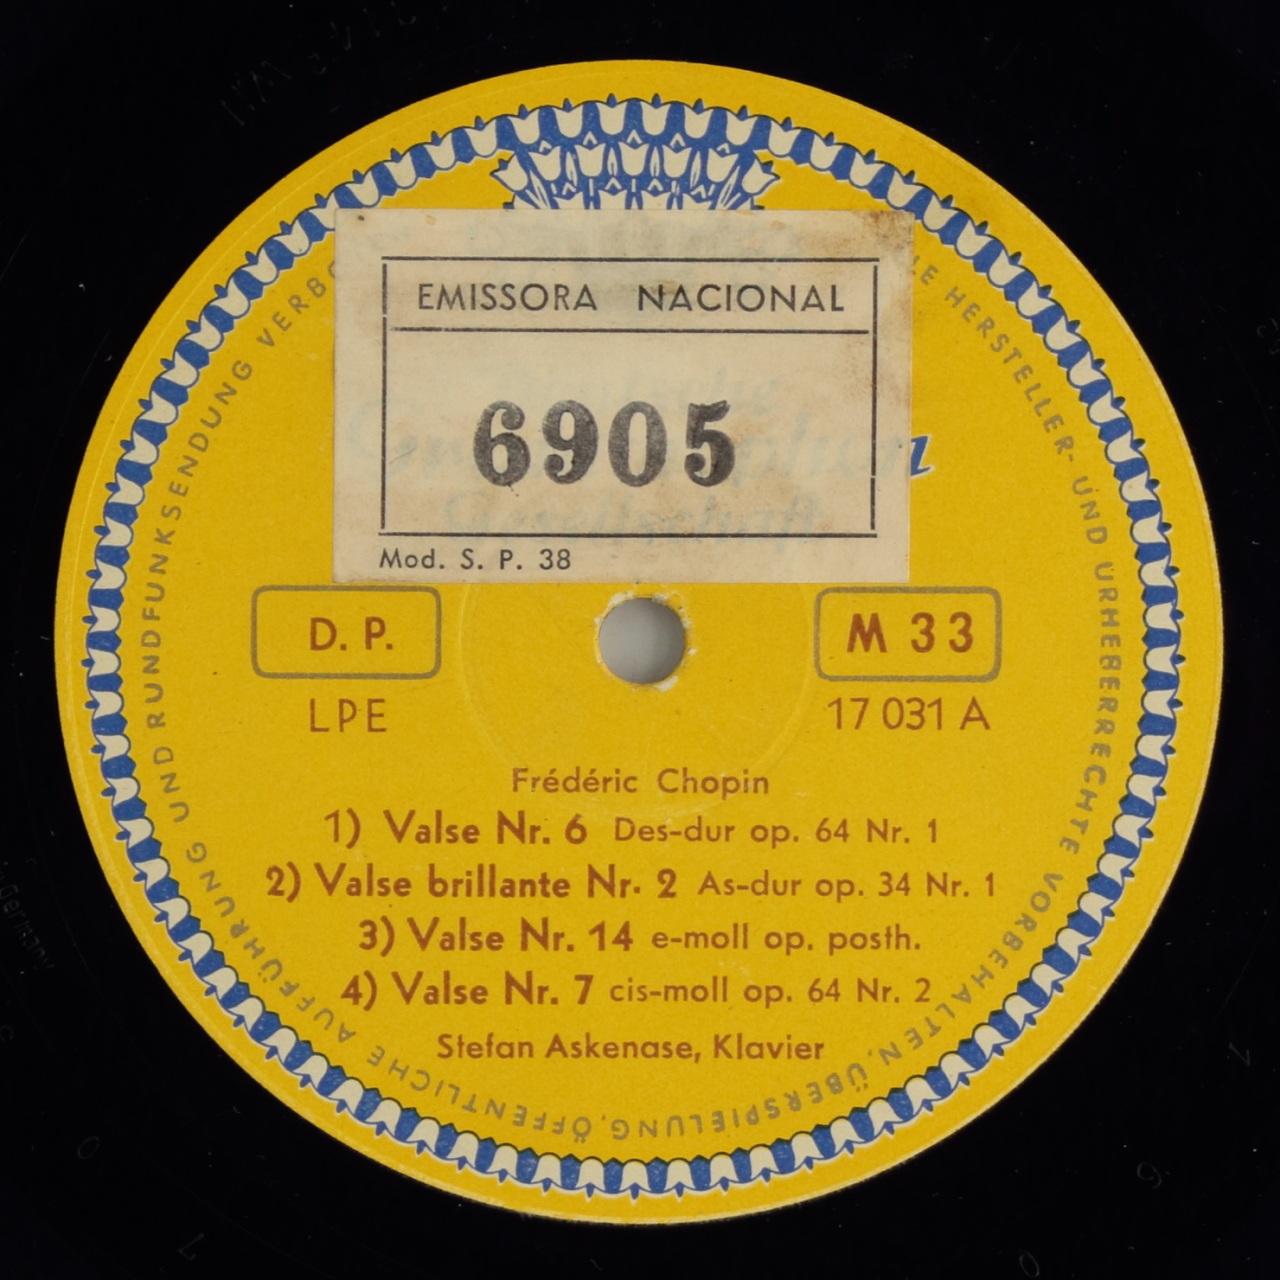 EMISSORA NACIONAL
6905
Mod. S. P. 38
D. P.
M 33
LPE
17 031 A
Frédéric Chopin
1) Valse Nr. 6 Des-dur op. 64 Nr. 1
2) Valse brillante Nr. 2 As-dur op. 34 Nr. 1
3) Valse Nr. 14 e-moll op. posth.
4) Valse Nr. 7 cis-moll op. 64 Nr. 2
Stefan Askenase, Klavier
HERSTELLER- UND URHEBERRECHTE VORBEHALTEN. ÜBERSPIELUNG, ÖFFENTLICHE AUFFÜHRUNG UND RUNDFUNKSENDUNG